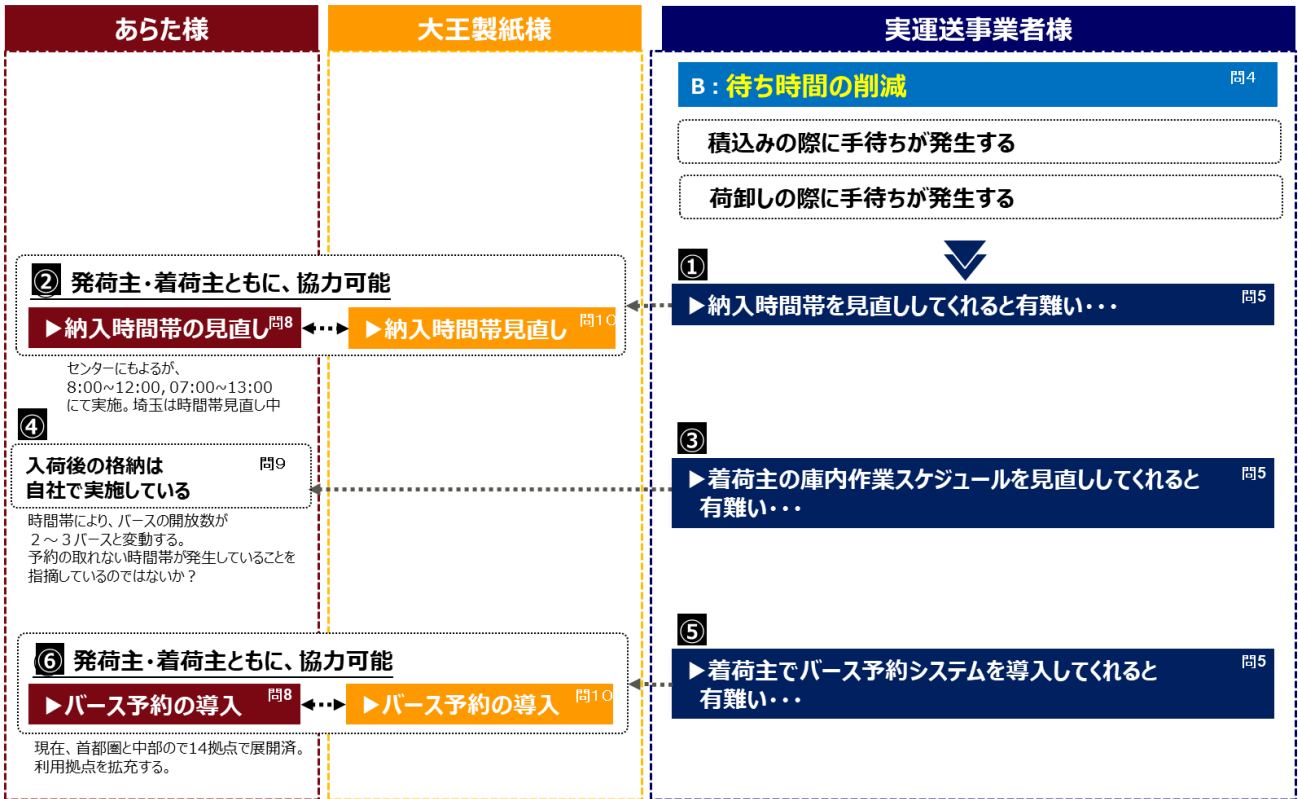 あらた様
大王製紙様
実運送事業者様
B：待ち時間の削減 問4
積込みの際に手待ちが発生する
荷卸しの際に手待ちが発生する
①
▶納入時間帯を見直ししてくれると有難い・・・ 問5
② 発荷主・着荷主ともに、協力可能
▶納入時間帯の見直し 問8
▶納入時間帯見直し 問10
センターにもよるが、
8:00~12:00, 07:00~13:00
にて実施。埼玉は時間帯見直し中
③
▶着荷主の庫内作業スケジュールを見直ししてくれると 問5
有難い・・・
④
入荷後の格納は 問9
自社で実施している
時間帯により、バースの開放数が
２～３バースと変動する。
予約の取れない時間帯が発生していることを
指摘しているのではないか？
⑤
▶着荷主でバース予約システムを導入してくれると 問5
有難い・・・
⑥ 発荷主・着荷主ともに、協力可能
▶バース予約の導入 問8
▶バース予約の導入 問10
現在、首都圏と中部のので14拠点で展開済。
利用拠点を拡充する。